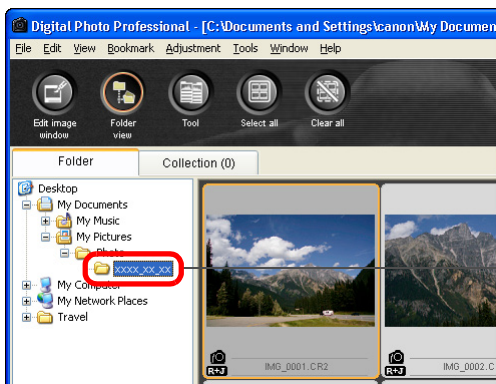 Digital Photo Professional - [C:\Documents and Settings\canon\My Documen
File Edit View Bookmark Adjustment Tools Window Help
Edit image window
Folder view
Tool
Select all
Clear all
Folder
Collection (0)
Desktop
My Documents
My Music
My Pictures
Photo
xxxx_xx_xx
My Computer
My Network Places
Travel
R+J
IMG_0001.CR2
R+J
IMG_0002.C